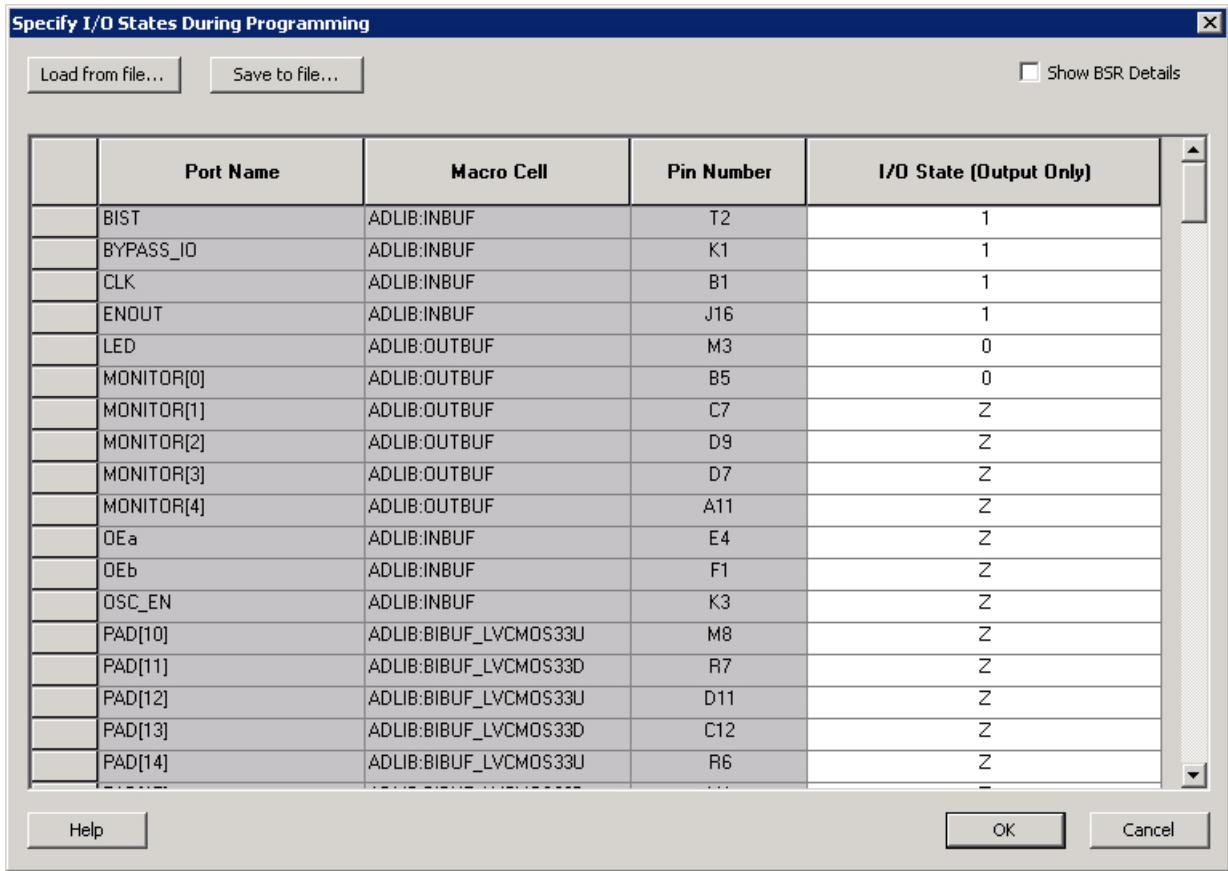 Specify I/O States During Programming
Load from file... Save to file... Show BSR Details
Port Name Macro Cell Pin Number I/O State (Output Only)
BIST ADLIB:INBUF T2 1
BYPASS_IO ADLIB:INBUF K1 1
CLK ADLIB:INBUF B1 1
ENOUT ADLIB:INBUF J16 1
LED ADLIB:OUTBUF M3 0
MONITOR[0] ADLIB:OUTBUF B5 0
MONITOR[1] ADLIB:OUTBUF C7 Z
MONITOR[2] ADLIB:OUTBUF D9 Z
MONITOR[3] ADLIB:OUTBUF D7 Z
MONITOR[4] ADLIB:OUTBUF A11 Z
OEa ADLIB:INBUF E4 Z
OEb ADLIB:INBUF F1 Z
OSC_EN ADLIB:INBUF K3 Z
PAD[10] ADLIB:BIBUF_LVCMOS33U M8 Z
PAD[11] ADLIB:BIBUF_LVCMOS33D R7 Z
PAD[12] ADLIB:BIBUF_LVCMOS33U D11 Z
PAD[13] ADLIB:BIBUF_LVCMOS33D C12 Z
PAD[14] ADLIB:BIBUF_LVCMOS33U R6 Z
Help OK Cancel